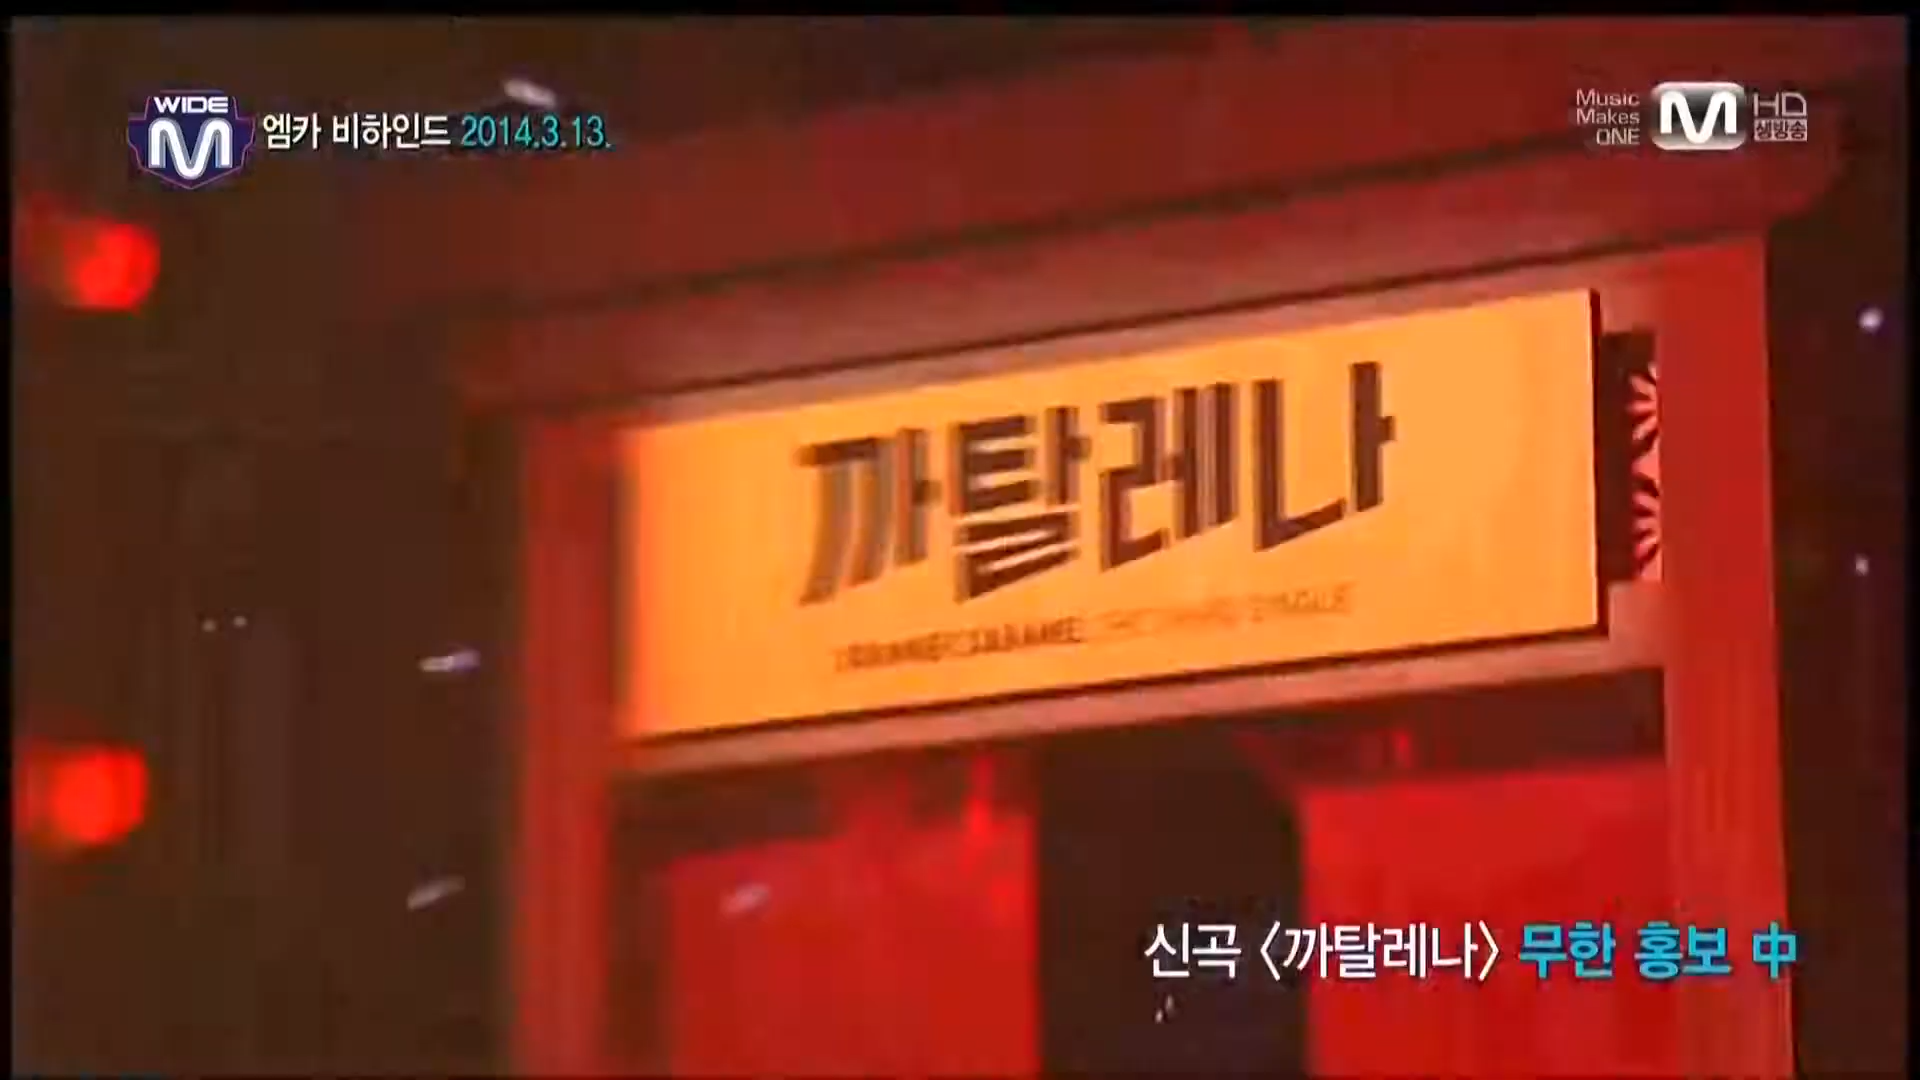 WIDE
M
엠카 비하인드 2014.3.13.
Music
Makes
ONE
M
HD
생방송
까탈레나
신곡 〈까탈레나〉 무한 홍보 中